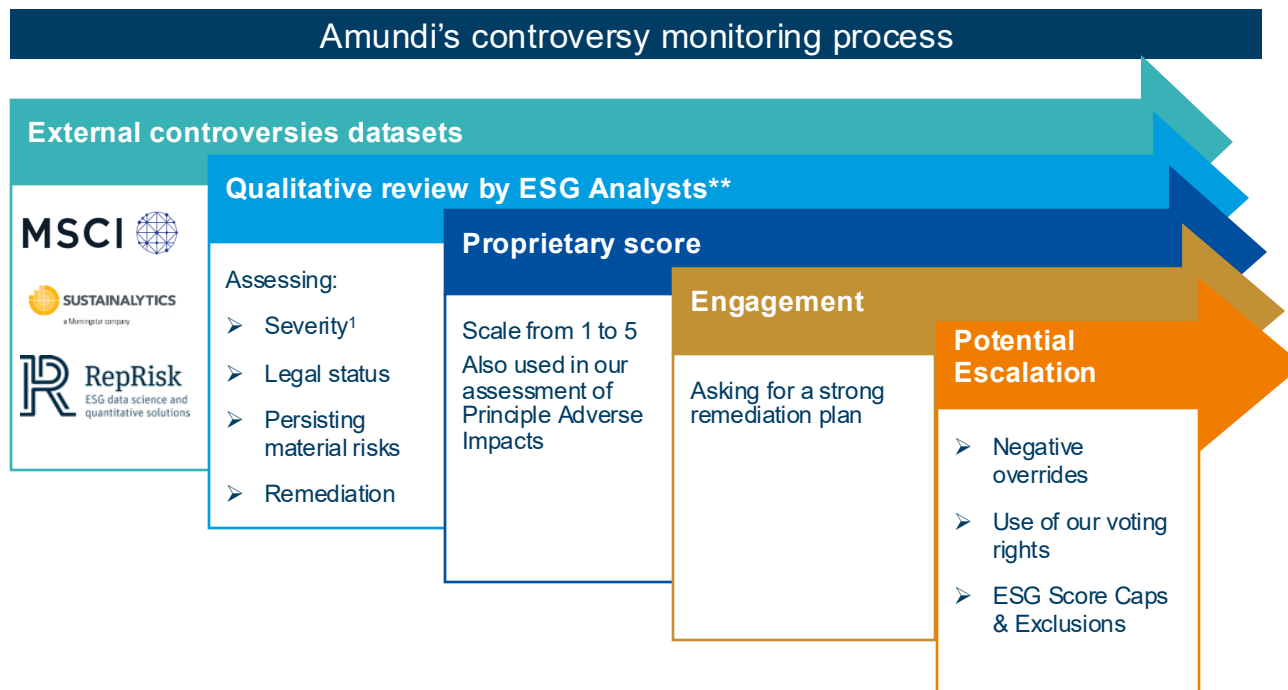 Amundi's controversy monitoring process
External controversies datasets
MSCI
SUSTAINALYTICS
a Morningstar company
RepRisk
ESG data science and
quantitative solutions
Qualitative review by ESG Analysts**
Assessing:
➢ Severity¹
➢ Legal status
➢ Persisting
material risks
➢ Remediation
Proprietary score
Scale from 1 to 5
Also used in our
assessment of
Principle Adverse
Impacts
Engagement
Asking for a strong
remediation plan
Potential
Escalation
➢ Negative
overrides
➢ Use of our voting
rights
➢ ESG Score Caps
& Exclusions